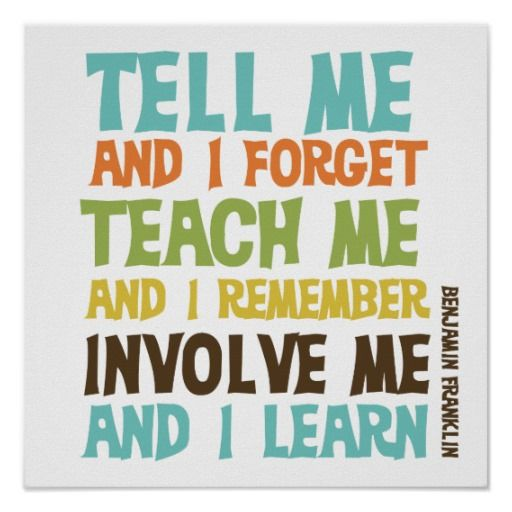 TELL ME
AND I FORGET
TEACH ME
AND I REMEMBER
INVOLVE ME
AND I LEARN
BENJAMIN FRANKLIN